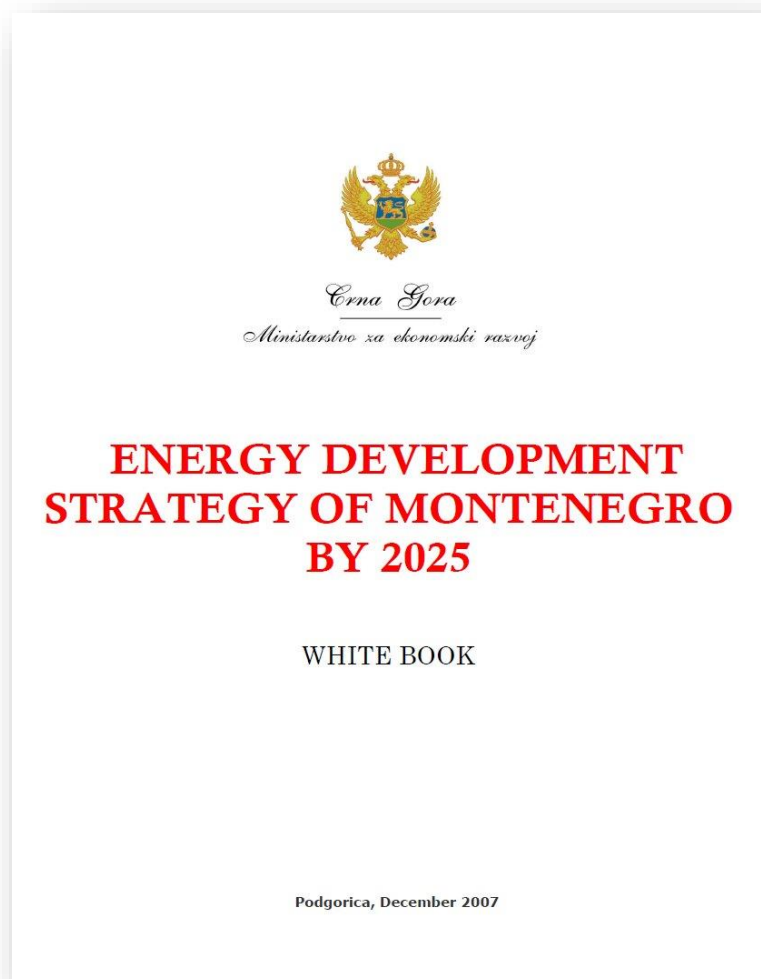 Crna Gora
Ministarstvo za ekonomski razvoj
ENERGY DEVELOPMENT
STRATEGY OF MONTENEGRO
BY 2025
WHITE BOOK
Podgorica, December 2007